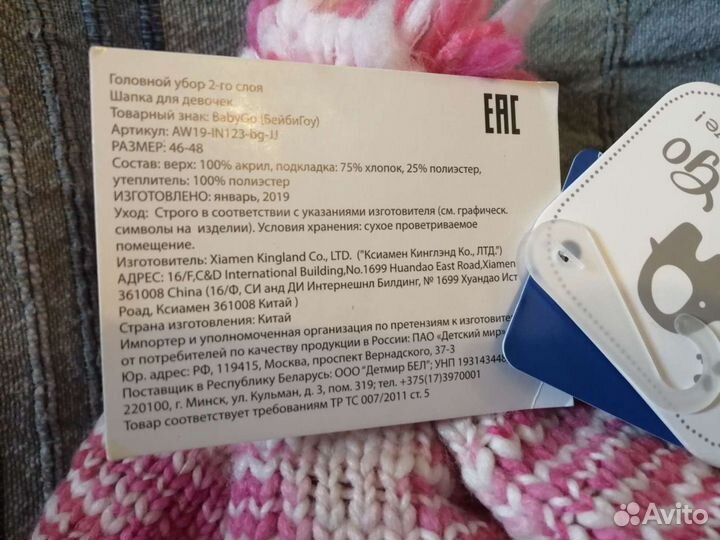 Головной убор 2-го слоя
Шапка для девочек
Товарный знак: BabyGo (БейбиГоу)
Артикул: AW19-IN123-bg-JJ
РАЗМЕР: 46-48
Состав: верх: 100% акрил, подкладка: 75% хлопок, 25% полиэстер,
утеплитель: 100% полиэстер
ИЗГОТОВЛЕНО: январь, 2019
Уход: Строго в соответствии с указаниями изготовителя (см. графическ.
символы на изделии). Условия хранения: сухое проветриваемое
помещение.
Изготовитель: Xiamen Kingland Co., LTD. ("Ксиамен Кинглэнд Ко., ЛТД.")
АДРЕС: 16/F,C&D International Building,No.1699 Huandao East Road,Xiamen
361008 China (16/Ф, СИ анд ДИ Интернешнл Билдинг, № 1699 Хуандао Ист
Роад, Ксиамен 361008 Китай )
Страна изготовления: Китай
Импортер и уполномоченная организация по претензиям к изготовите
от потребителей по качеству продукции в России: ПАО «Детский мир»
Юр. адрес: РФ, 119415, Москва, проспект Вернадского, 37-3
Поставщик в Республику Беларусь: ООО "Детмир БЕЛ"; УНП 193143448
220100, г. Минск, ул. Кульман, д. 3, пом. 319; тел. +375(17)3970001
Товар соответствует требованиям ТР ТС 007/2011 ст. 5
EAC
go
Avito